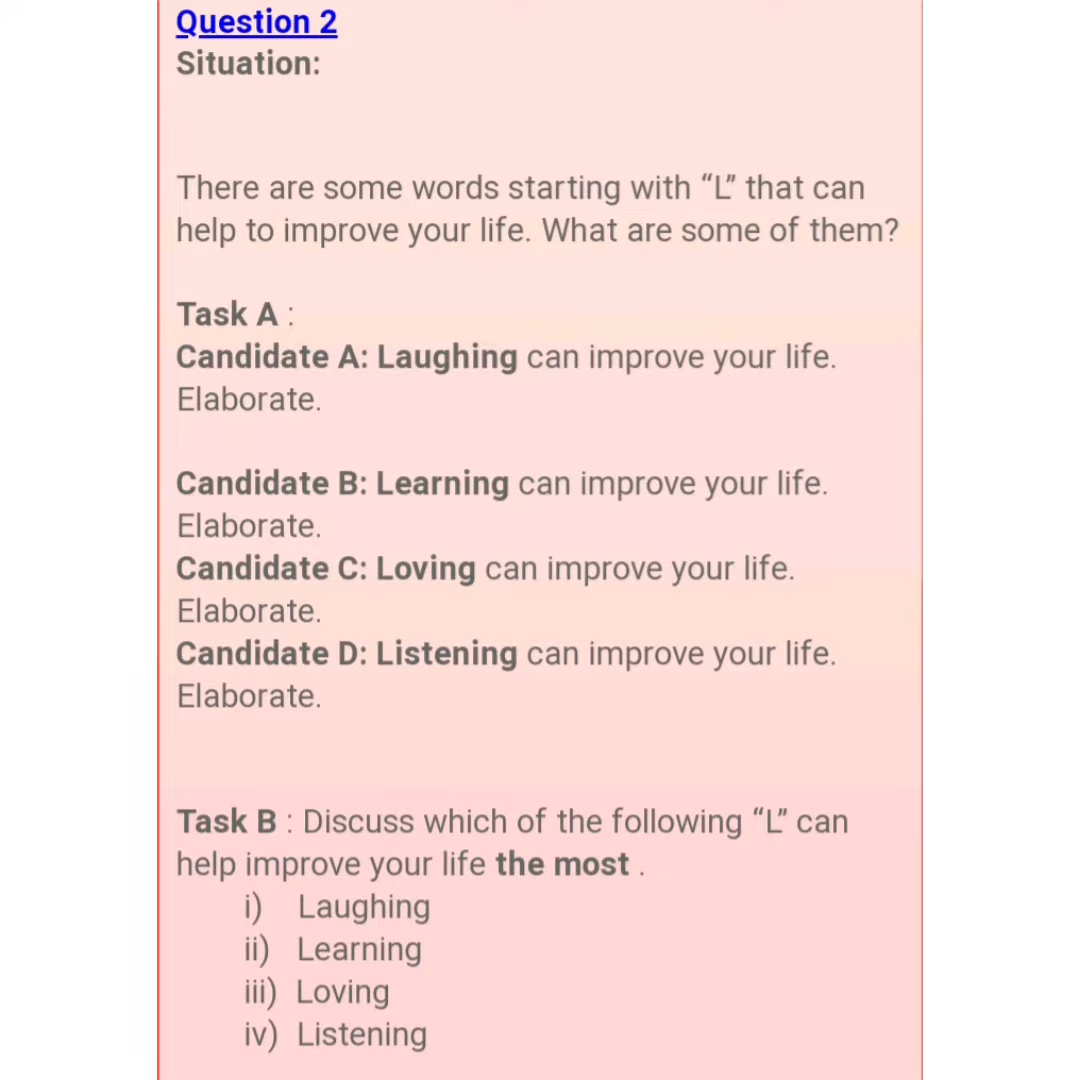 Question 2
Situation:
There are some words starting with “L” that can
help to improve your life. What are some of them?
Task A :
Candidate A: Laughing can improve your life.
Elaborate.
Candidate B: Learning can improve your life.
Elaborate.
Candidate C: Loving can improve your life.
Elaborate.
Candidate D: Listening can improve your life.
Elaborate.
Task B : Discuss which of the following “L” can
help improve your life the most .
i) Laughing
ii) Learning
iii) Loving
iv) Listening